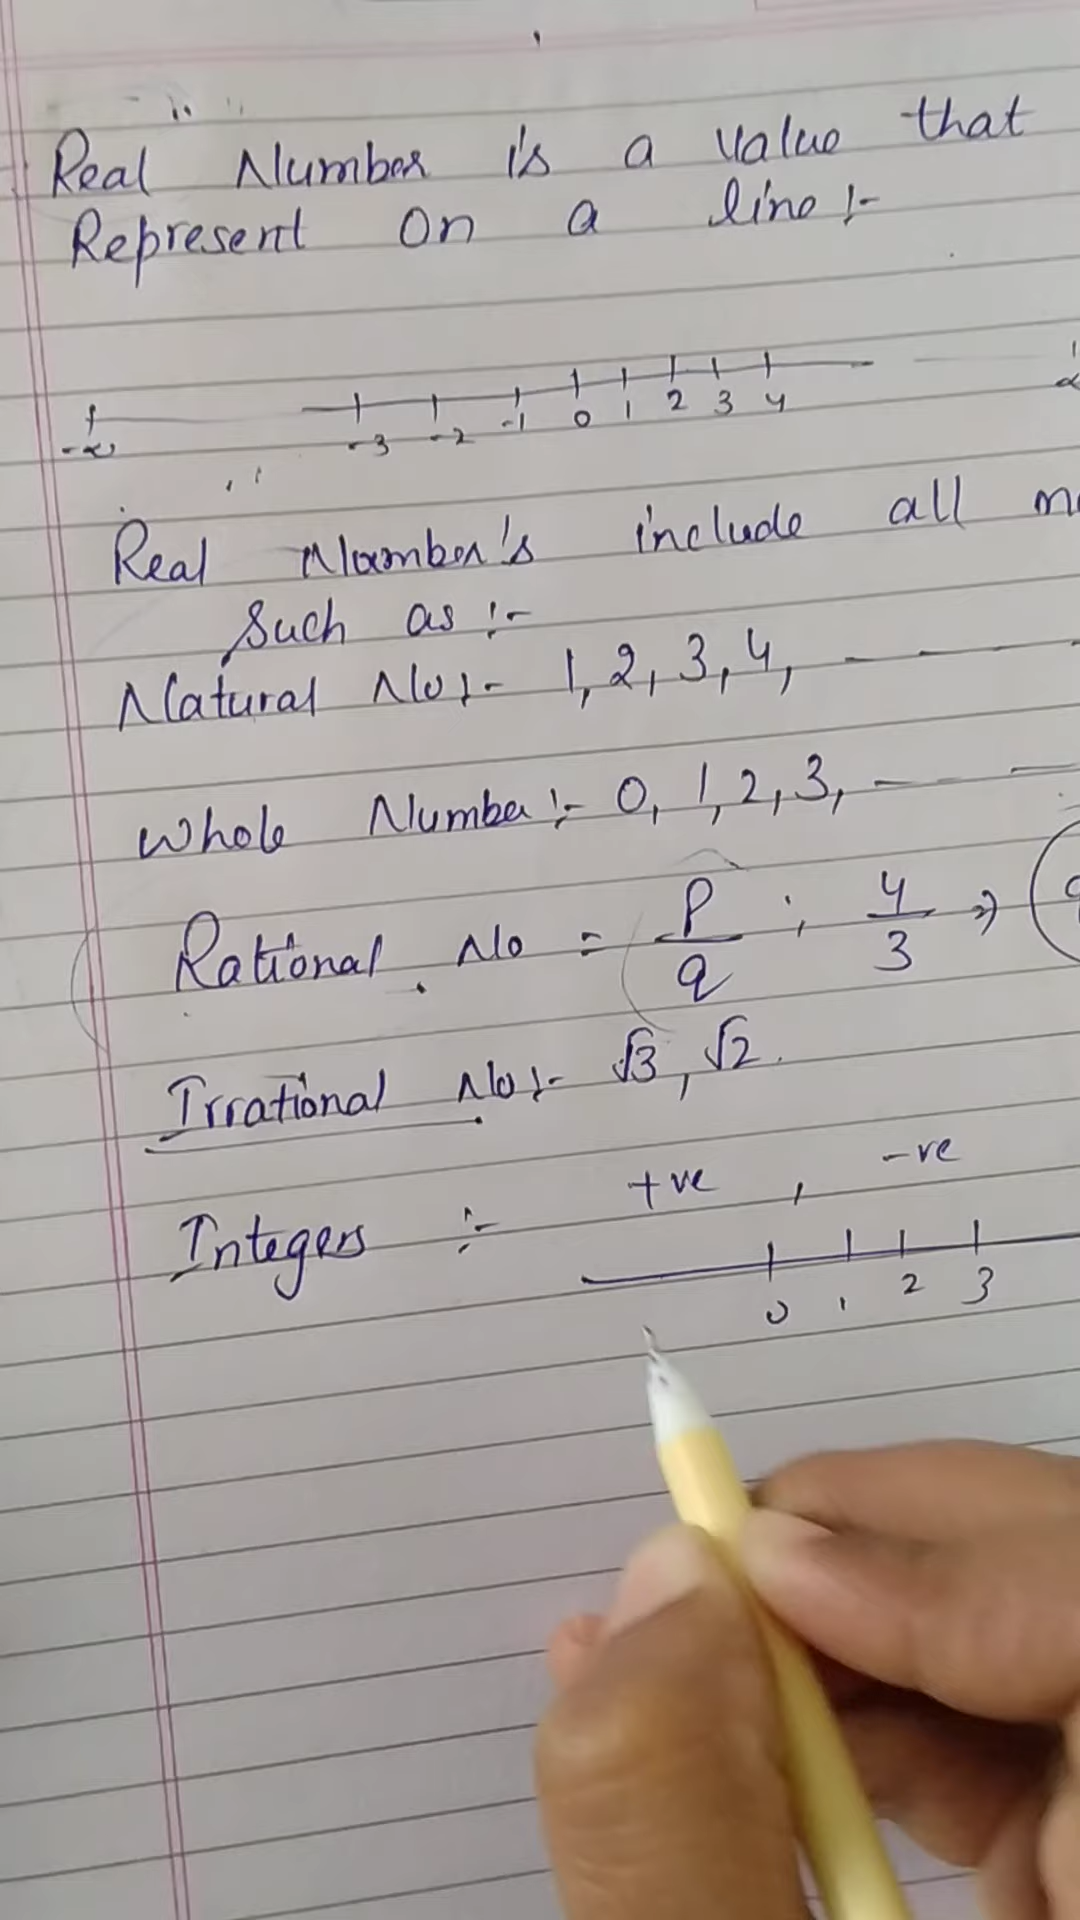 Real Number is a value that
Represent on a line :-
-∞ -3 -2 -1 0 1 2 3 4
Real Number's include all
Such as :-
Natural No :- 1, 2, 3, 4, - - - -
Whole Number :- 0, 1, 2, 3, - - -
Rational No = p/q ; 4/3 ⇒
Irrational No :- √3, √2.
Integers :- +ve , -ve
0 1 2 3